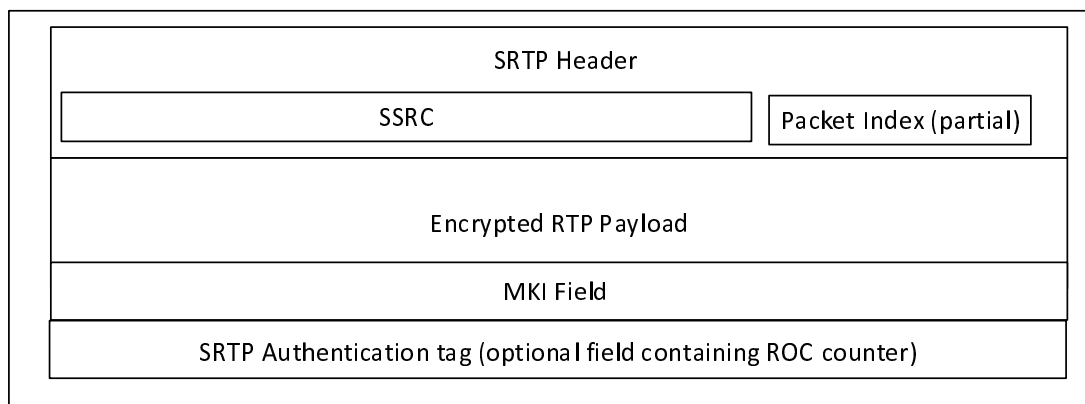 SRTP Header
SSRC
Packet Index (partial)
Encrypted RTP Payload
MKI Field
SRTP Authentication tag (optional field containing ROC counter)